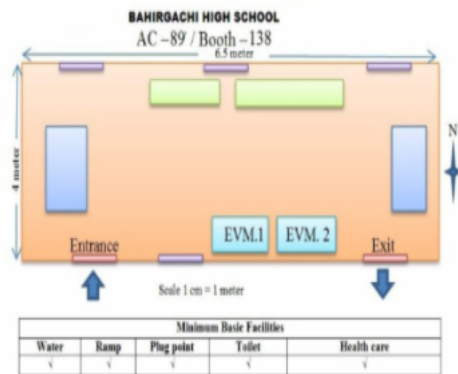 BAHIRGACHI HIGH SCHOOL
AC –89 / Booth –138
6.5 meter
4 meter
N
EVM.1 EVM. 2
Entrance Exit
Scale 1 cm = 1 meter
Minimum Basic Facilities
Water Ramp Plug point Toilet Health care
√ √ √ √ √